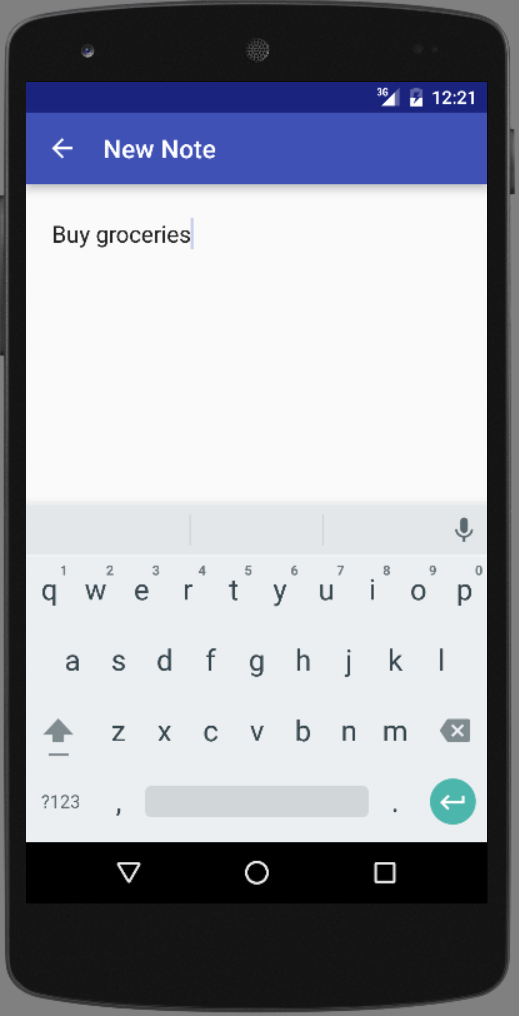 3G 12:21
New Note
Buy groceries
1 2 3 4 5 6 7 8 9 0
q w e r t y u i o p
a s d f g h j k l
z x c v b n m
?123 , .